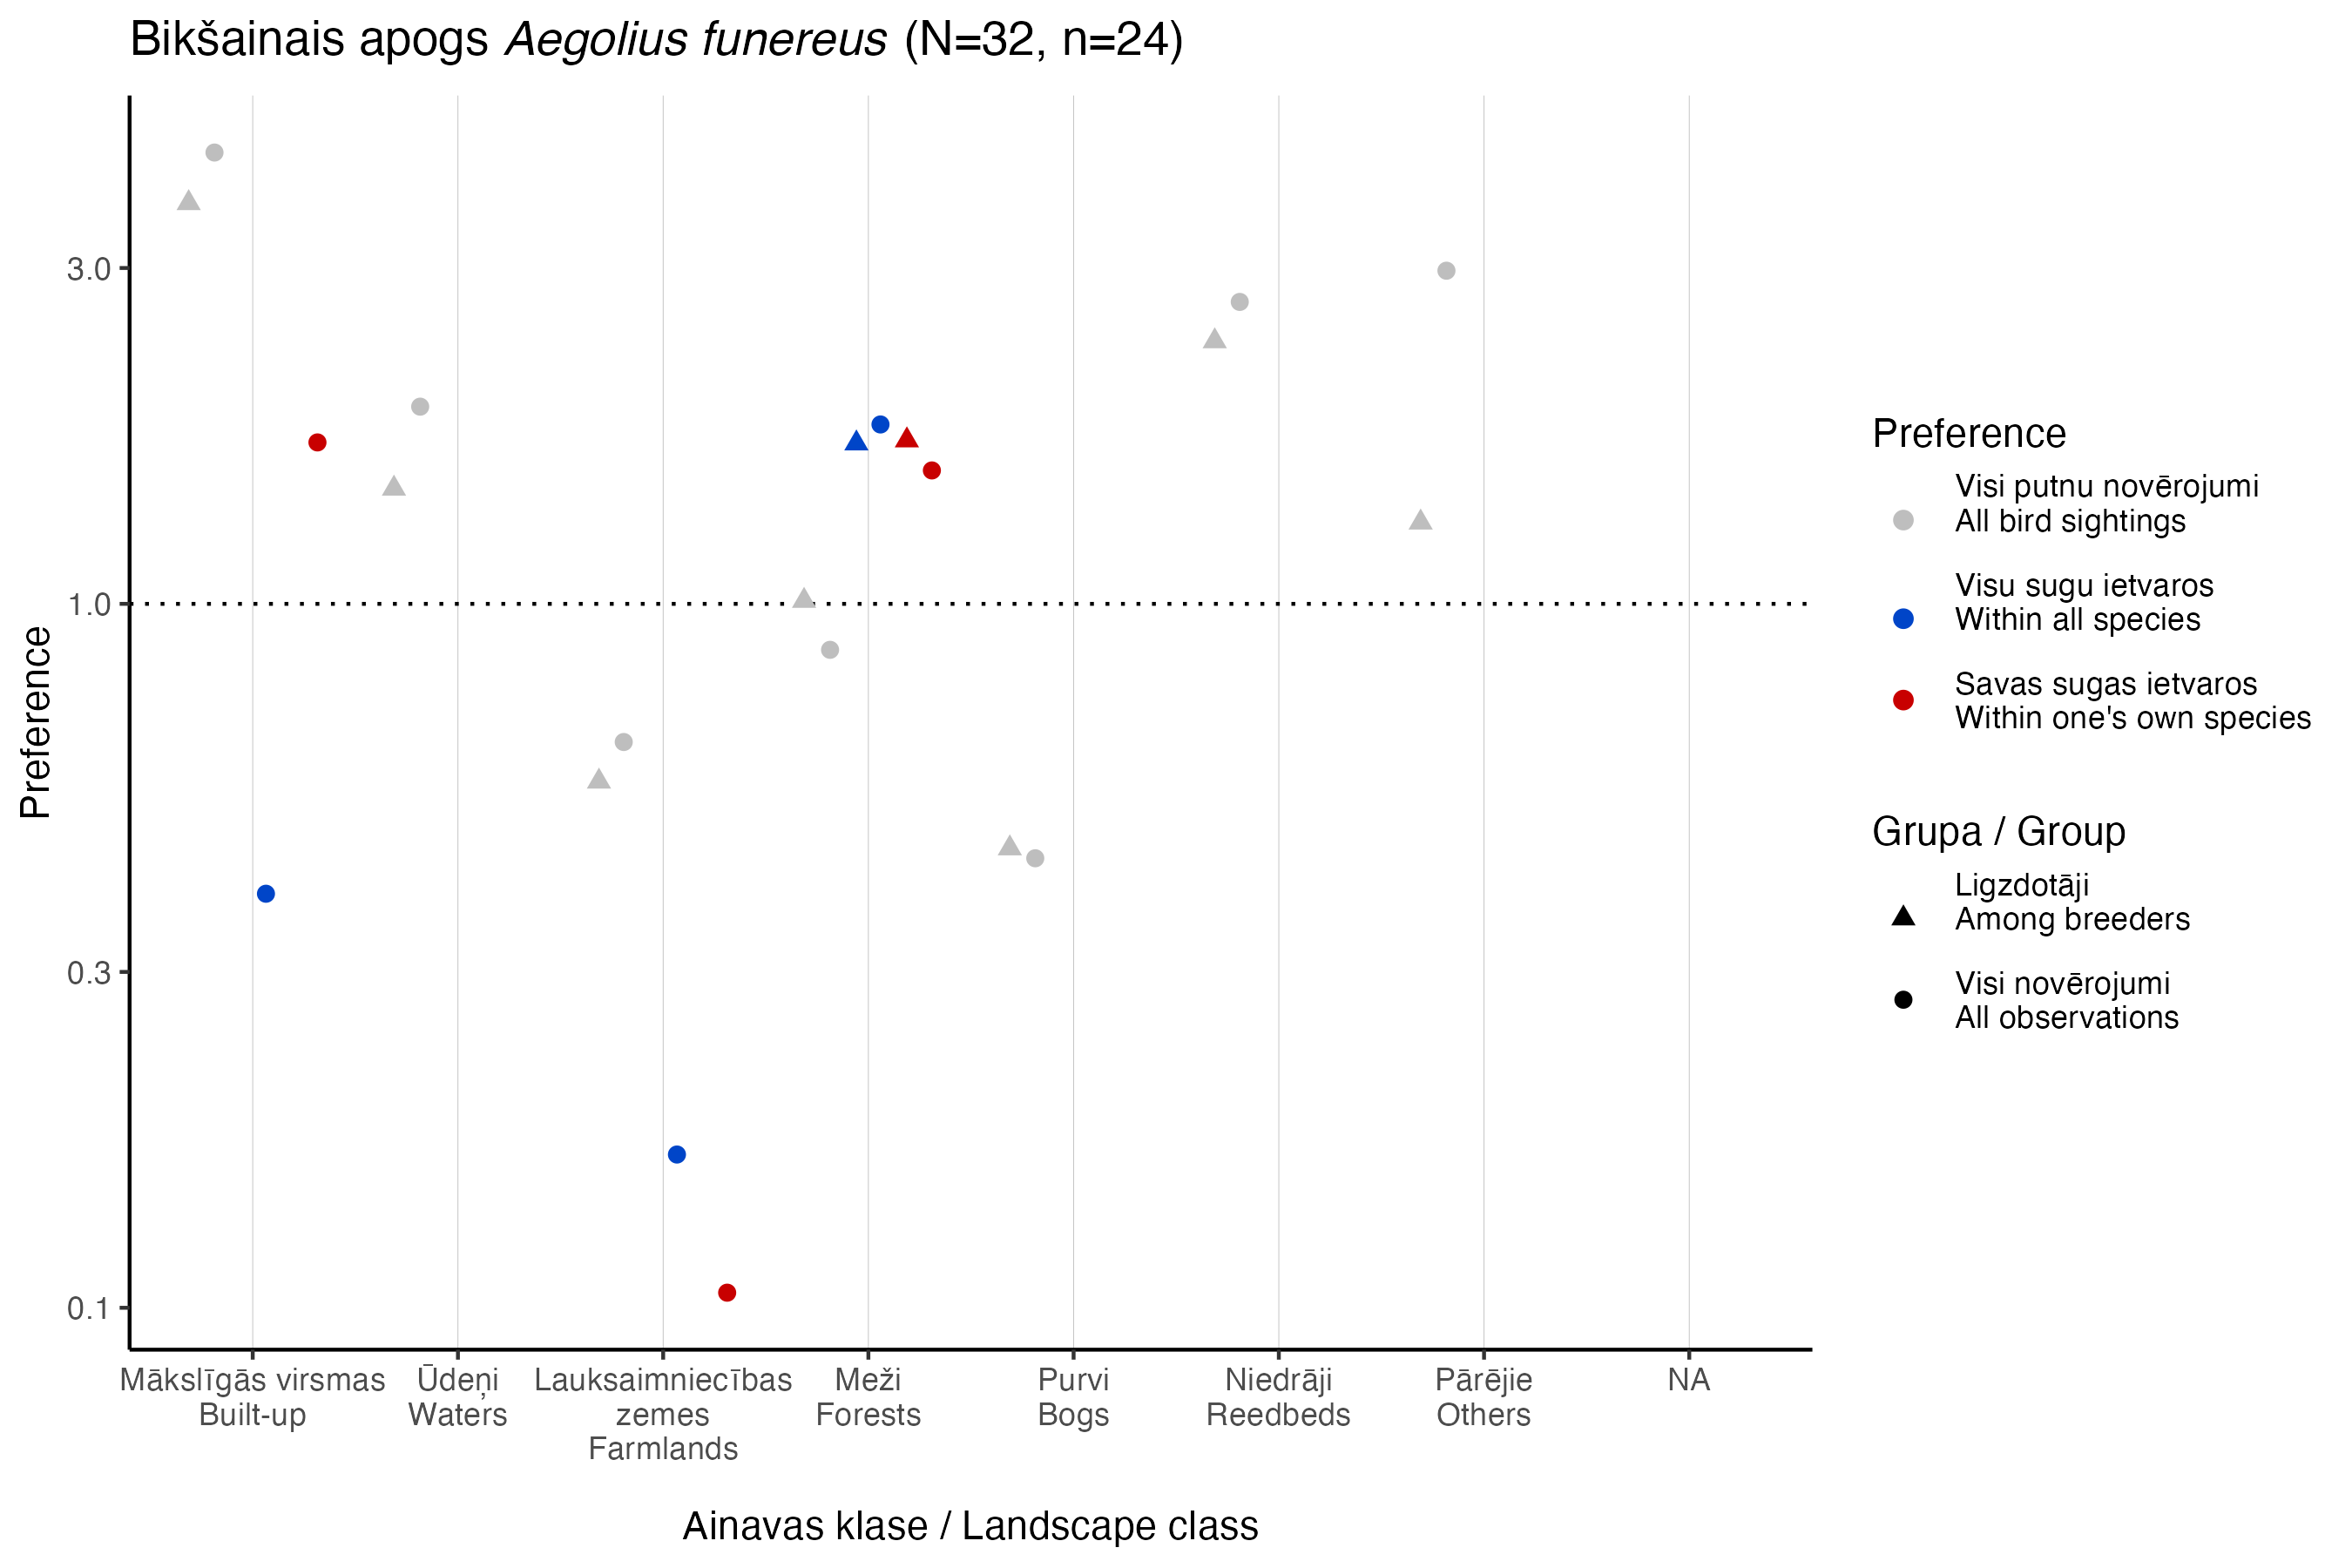 Bikšainais apogs Aegolius funereus (N=32, n=24)
Preference
3.0
1.0
0.3
0.1
Mākslīgās virsmas
Built-up
Ūdeņi
Waters
Lauksaimniecības
zemes
Farmlands
Meži
Forests
Purvi
Bogs
Niedrāji
Reedbeds
Pārējie
Others
NA
Ainavas klase / Landscape class
Preference
Visi putnu novērojumi
All bird sightings
Visu sugu ietvaros
Within all species
Savas sugas ietvaros
Within one's own species
Grupa / Group
Ligzdotāji
Among breeders
Visi novērojumi
All observations